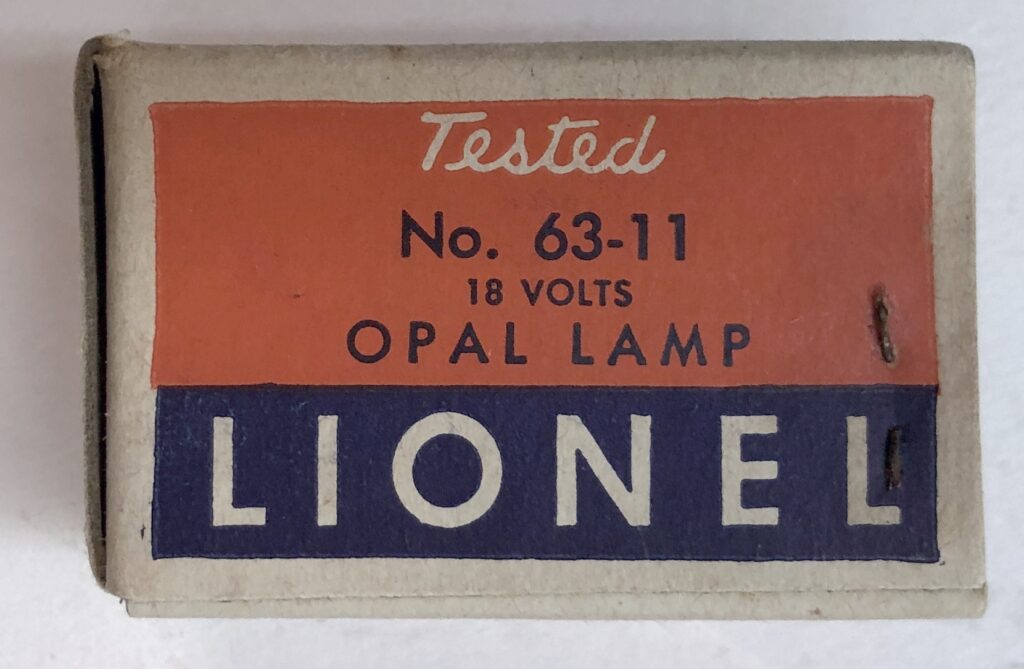 Tested
No. 63-11
18 VOLTS
OPAL LAMP
LIONEL